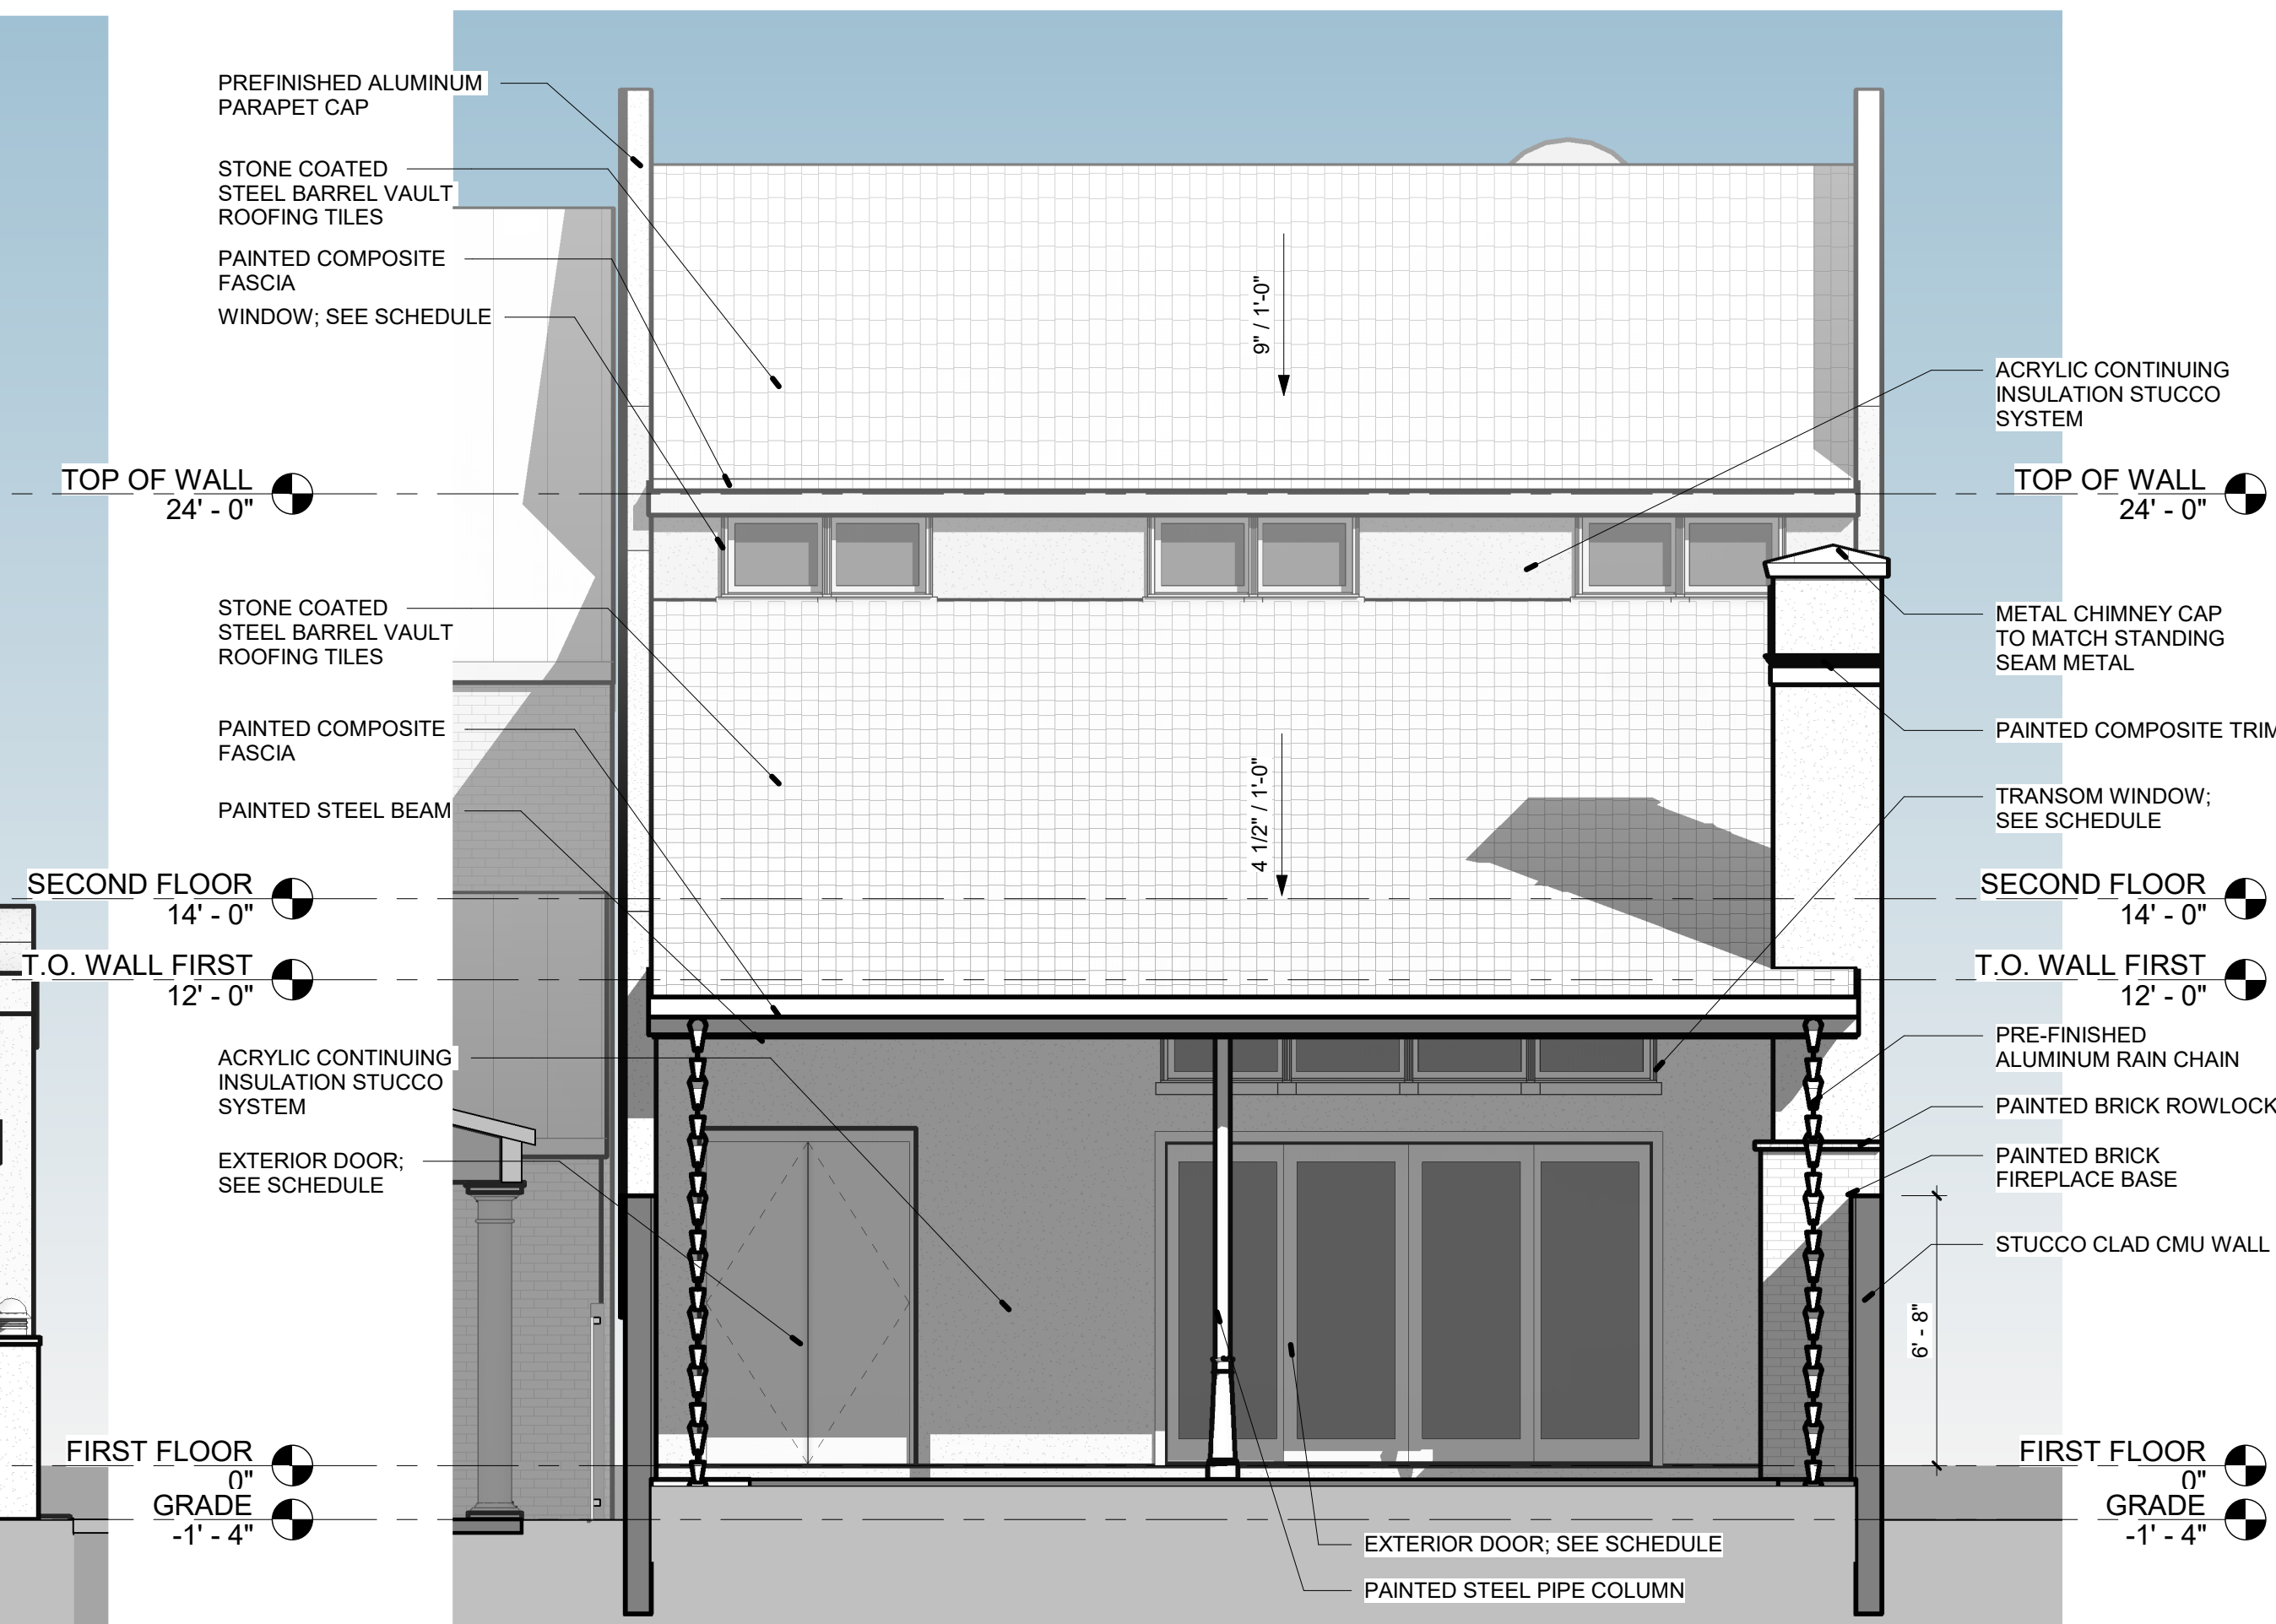 PREFINISHED ALUMINUM
PARAPET CAP
STONE COATED
STEEL BARREL VAULT
ROOFING TILES
PAINTED COMPOSITE
FASCIA
WINDOW; SEE SCHEDULE
TOP OF WALL
24' - 0"
STONE COATED
STEEL BARREL VAULT
ROOFING TILES
PAINTED COMPOSITE
FASCIA
PAINTED STEEL BEAM
SECOND FLOOR
14' - 0"
T.O. WALL FIRST
12' - 0"
ACRYLIC CONTINUING
INSULATION STUCCO
SYSTEM
EXTERIOR DOOR;
SEE SCHEDULE
FIRST FLOOR
0"
GRADE
-1' - 4"
9" / 1'-0"
4 1/2" / 1'-0"
EXTERIOR DOOR; SEE SCHEDULE
PAINTED STEEL PIPE COLUMN
ACRYLIC CONTINUING
INSULATION STUCCO
SYSTEM
TOP OF WALL
24' - 0"
METAL CHIMNEY CAP
TO MATCH STANDING
SEAM METAL
PAINTED COMPOSITE TRIM
TRANSOM WINDOW;
SEE SCHEDULE
SECOND FLOOR
14' - 0"
T.O. WALL FIRST
12' - 0"
PRE-FINISHED
ALUMINUM RAIN CHAIN
PAINTED BRICK ROWLOCK
PAINTED BRICK
FIREPLACE BASE
STUCCO CLAD CMU WALL
6' - 8"
FIRST FLOOR
0"
GRADE
-1' - 4"